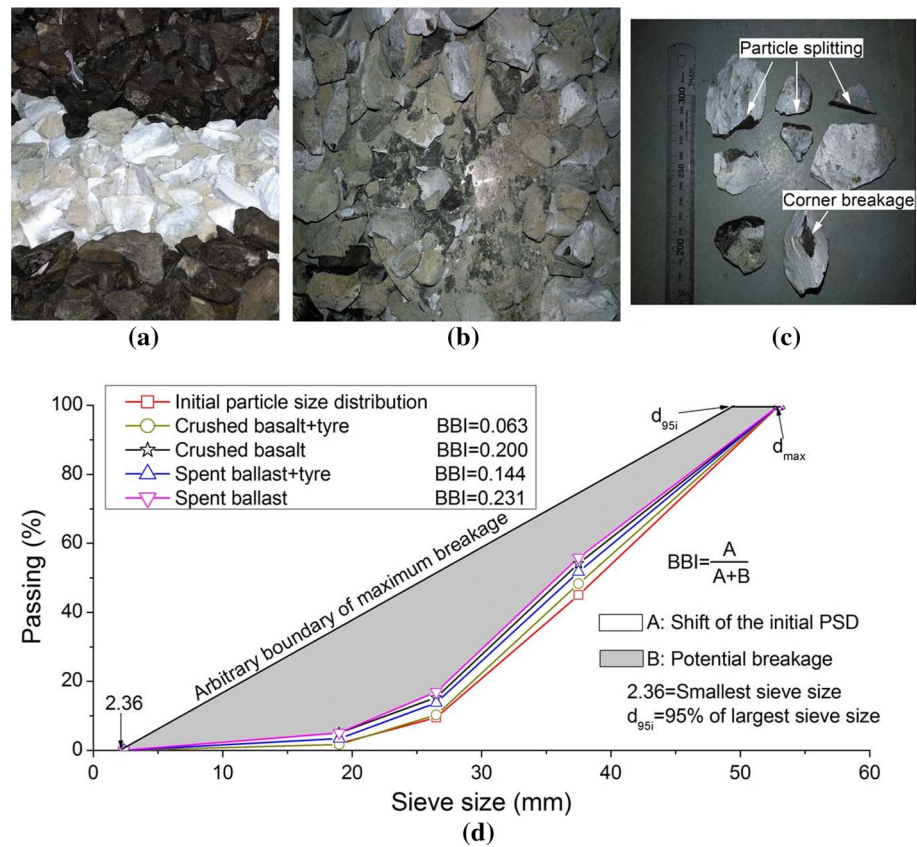 Particle splitting
Corner breakage
300
250
200
(a)
(b)
(c)
Initial particle size distribution
Crushed basalt+tyre BBI=0.063
Crushed basalt BBI=0.200
Spent ballast+tyre BBI=0.144
Spent ballast BBI=0.231
d95i
dmax
Arbitrary boundary of maximum breakage
2.36
BBI=A/A+B
A: Shift of the initial PSD
B: Potential breakage
2.36=Smallest sieve size
d95i=95% of largest sieve size
Passing (%)
100
80
60
40
20
0
0 10 20 30 40 50 60
Sieve size (mm)
(d)